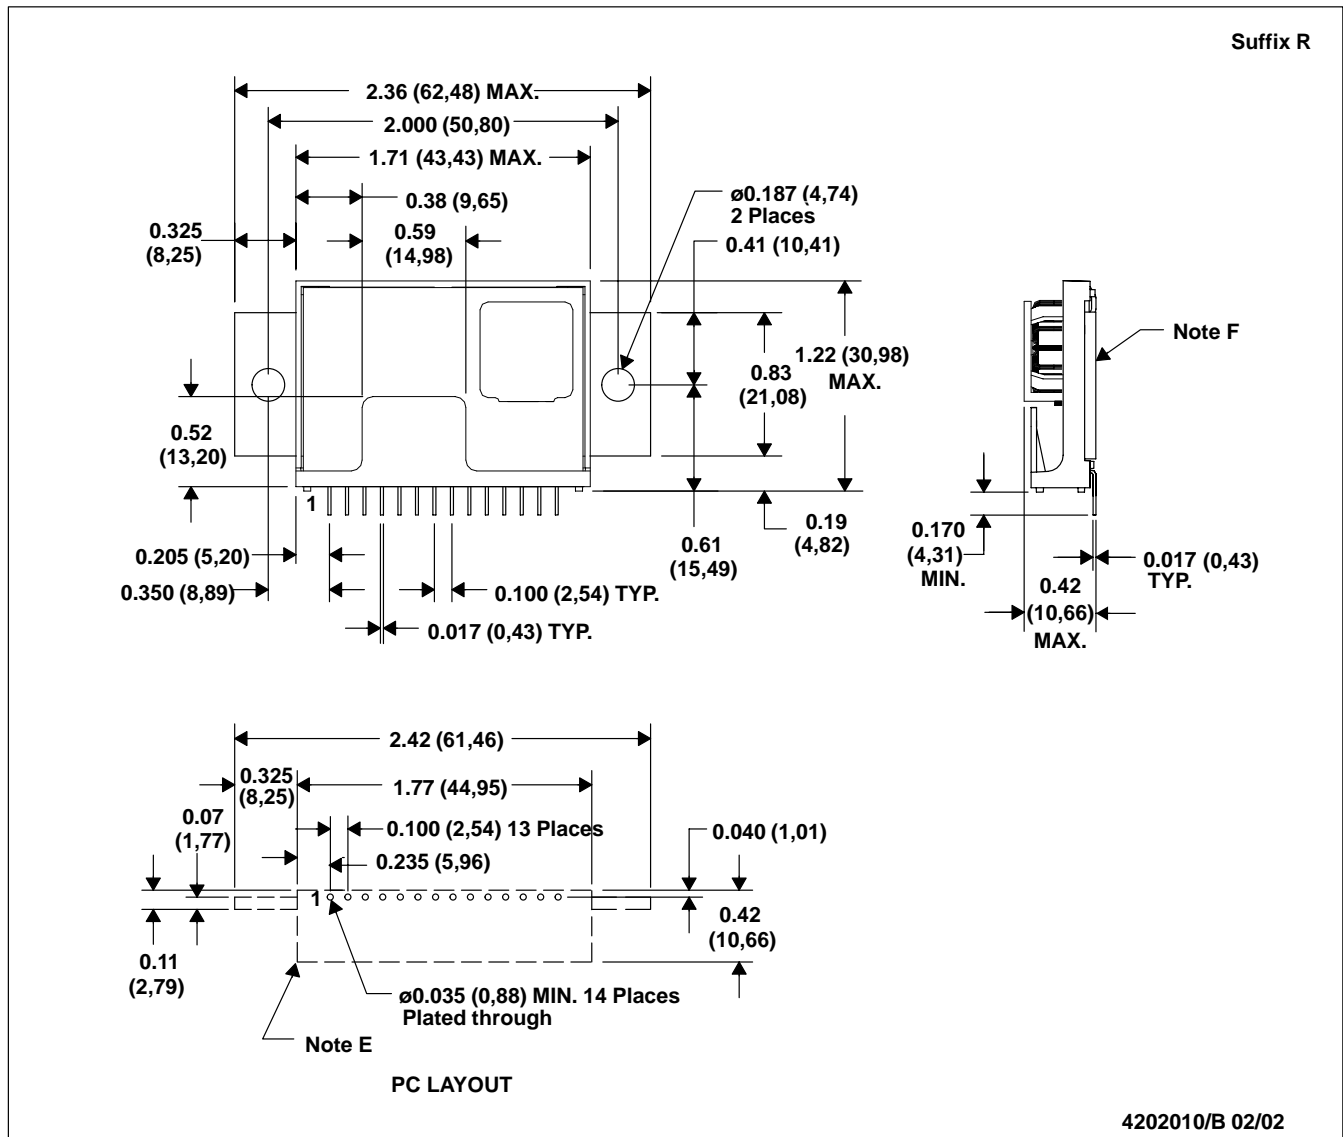 Suffix R
2.36 (62,48) MAX.
2.000 (50,80)
1.71 (43,43) MAX.
0.38 (9,65)
ø0.187 (4,74)
2 Places
0.325
(8,25)
0.59
(14,98)
0.41 (10,41)
Note F
1.22 (30,98)
MAX.
0.83
(21,08)
0.52
(13,20)
1
0.19
(4,82)
0.61
(15,49)
0.170
(4,31)
MIN.
0.017 (0,43)
TYP.
0.205 (5,20)
0.350 (8,89)
0.100 (2,54) TYP.
0.42
(10,66)
MAX.
0.017 (0,43) TYP.
2.42 (61,46)
0.325
(8,25)
1.77 (44,95)
0.07
(1,77)
0.100 (2,54) 13 Places
0.040 (1,01)
0.235 (5,96)
1
0.42
(10,66)
0.11
(2,79)
ø0.035 (0,88) MIN. 14 Places
Plated through
Note E
PC LAYOUT
4202010/B 02/02